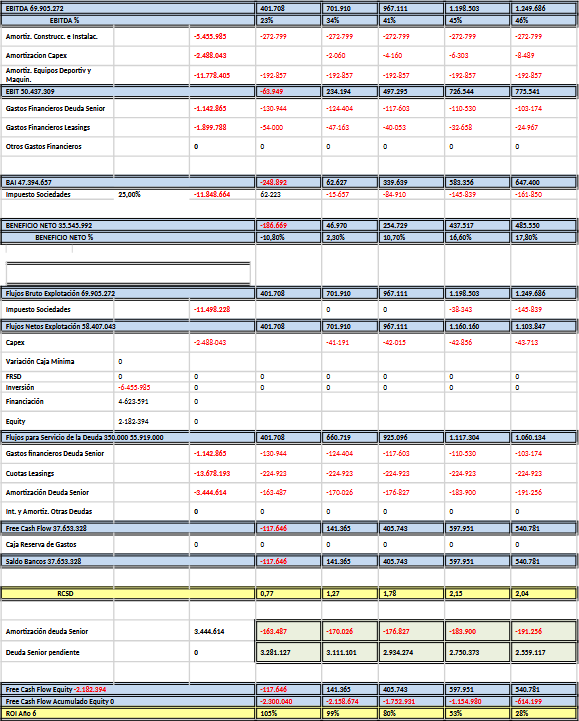 EBITDA 69.905.272 401.708 701.910 967.111 1.198.503 1.249.686
EBITDA % 23% 34% 41% 45% 46%
Amortiz. Construcc. e Instalac. -5.455.985 -272-799 -272-799 -272-799 -272-799 -272-799
Amortizacion Capex -2.488.043 -2-060 -4-160 -6-303 -8-489
Amortiz. Equipos Deportiv y
Maquin. -11.778.405 -192-857 -192-857 -192-857 -192-857 -192-857
EBIT 50.437.309 -63.949 234.194 497.295 726.544 775.541
Gastos Financieros Deuda Senior -1.142.865 -130-944 -124-404 -117-603 -110-530 -103-174
Gastos Financieros Leasings -1.899.788 -54-000 -47-163 -40-053 -32-658 -24-967
Otros Gastos Financieros 0 0 0 0 0 0
BAI 47.394.657 -248.892 62.627 339.639 583.356 647.400
Impuesto Sociedades 25,00% -11.848.664 62-223 -15-657 -84-910 -145-839 -161-850
BENEFICIO NETO 35.545.992 -186.669 46.970 254.729 437.517 485.550
BENEFICIO NETO % -10,80% 2,30% 10,70% 16,60% 17,80%
Flujos Bruto Explotación 69.905.272 401.708 701.910 967.111 1.198.503 1.249.686
Impuesto Sociedades -11.498.228 0 0 -38-343 -145-839
Flujos Netos Explotación 58.407.043 401.708 701.910 967.111 1.160.160 1.103.847
Capex -2-488-043 -41-191 -42-015 -42-856 -43-713
Variación Caja Mínima 0
FRSD 0 0 0 0 0 0
Inversión -6-455-985 0 0 0 0 0 0
Financiación 4-623-591 0
Equity 2-182-394 0
Flujos para Servicio de la Deuda 350.000 55.919.000 401.708 660.719 925.096 1.117.304 1.060.134
Gastos financieros Deuda Senior -1.142.865 -130-944 -124-404 -117-603 -110-530 -103-174
Cuotas Leasings -13.678.193 -224-923 -224-923 -224-923 -224-923 -224-923
Amortización Deuda Senior -3.444.614 -163-487 -170-026 -176-827 -183-900 -191-256
Int. y Amortiz. Otras Deudas 0 0 0 0 0 0
Free Cash Flow 37.653.328 -117.646 141.365 405.743 597.951 540.781
Caja Reserva de Gastos 0 0 0 0 0
Saldo Bancos 37.653.328 -117.646 141.365 405.743 597.951 540.781
RCSD 0,77 1,27 1,78 2,15 2,04
Amortización deuda Senior 3.444.614 -163.487 -170.026 -176.827 -183.900 -191.256
Deuda Senior pendiente 0 3.281.127 3.111.101 2.934.274 2.750.373 2.559.117
Free Cash Flow Equity -2.182.394 -117.646 141.365 405.743 597.951 540.781
Free Cash Flow Acumulado Equity 0 -2.300.040 -2.158.674 -1.752.931 -1.154.980 -614.199
ROI Año 6 105% 99% 80% 53% 28%